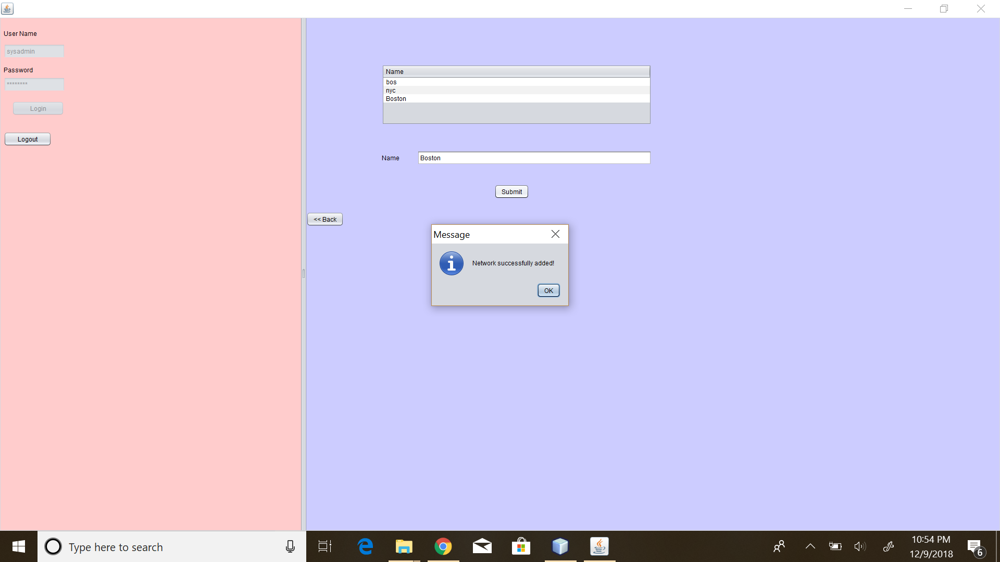 User Name
sysadmin
Password
********
Login
Logout
Name
bos
nyc
Boston
Name
Boston
Submit
<< Back
Message
Network successfully added!
OK
Type here to search
10:54 PM
12/9/2018
6